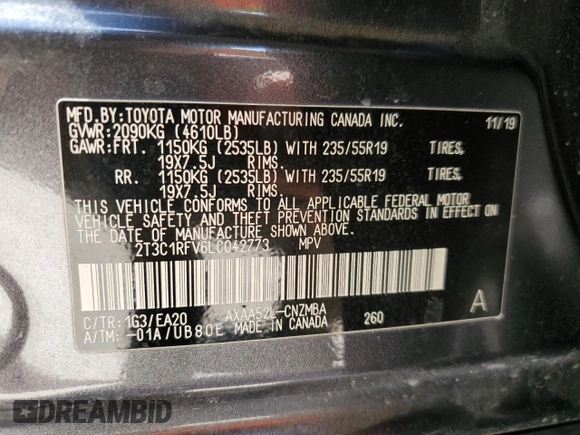 MFD.BY:TOYOTA MOTOR MANUFACTURING CANADA INC. 11/19
GVWR:2090KG (4610LB)
GAWR:FRT. 1150KG (2535LB) WITH 235/55R19 TIRES.
19X7.5J RIMS.
RR. 1150KG (2535LB) WITH 235/55R19 TIRES.
19X7.5J RIMS.
THIS VEHICLE CONFORMS TO ALL APPLICABLE FEDERAL MOTOR
VEHICLE SAFETY AND THEFT PREVENTION STANDARDS IN EFFECT ON
THE DATE OF MANUFACTURE SHOWN ABOVE.
2T3C1RFV6LC042773 MPV
A
C/TR:1G3/EA20 AXAA52L-CNZMBA 260
A/TM:-01A/UB80E MADE IN CANADA
DREAMBID